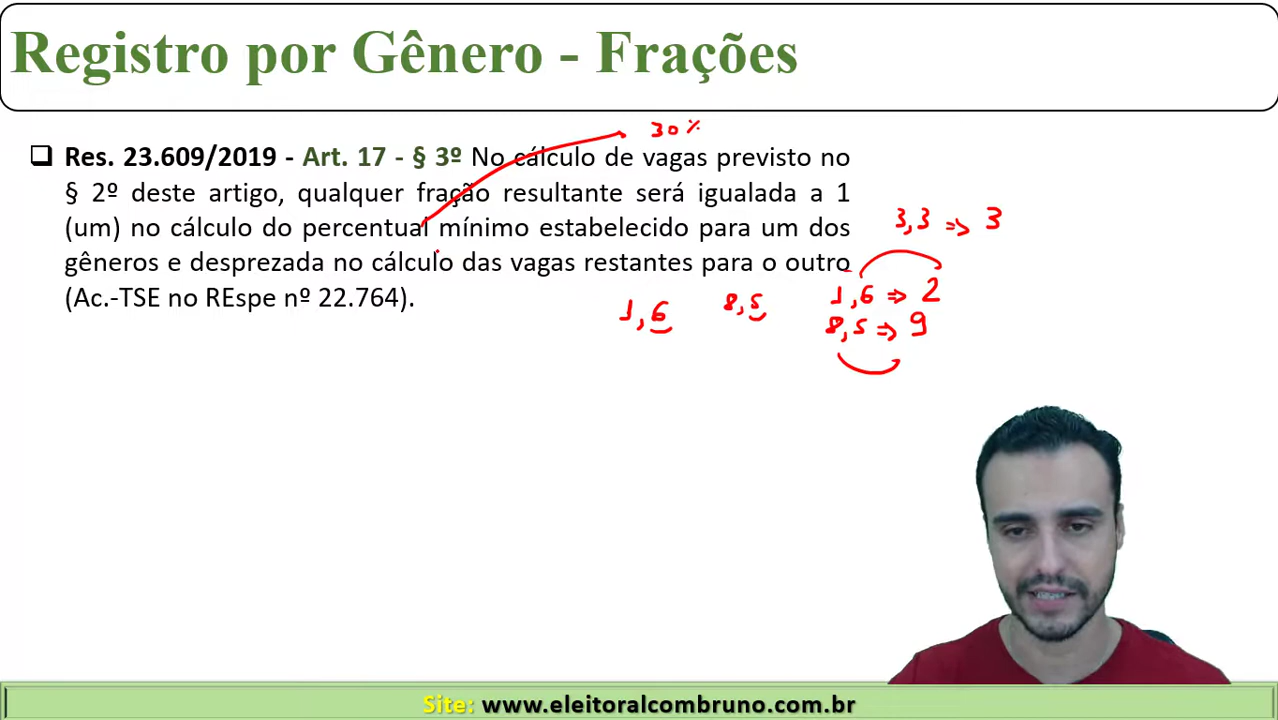 Registro por Gênero - Frações
30%
Res. 23.609/2019 - Art. 17 - § 3º No cálculo de vagas previsto no
§ 2º deste artigo, qualquer fração resultante será igualada a 1
(um) no cálculo do percentual mínimo estabelecido para um dos
gêneros e desprezada no cálculo das vagas restantes para o outro
(Ac.-TSE no REspe nº 22.764).
3,3 => 3
1,6 8,5 1,6 => 2
8,5 => 9
Site: www.eleitoralcombruno.com.br